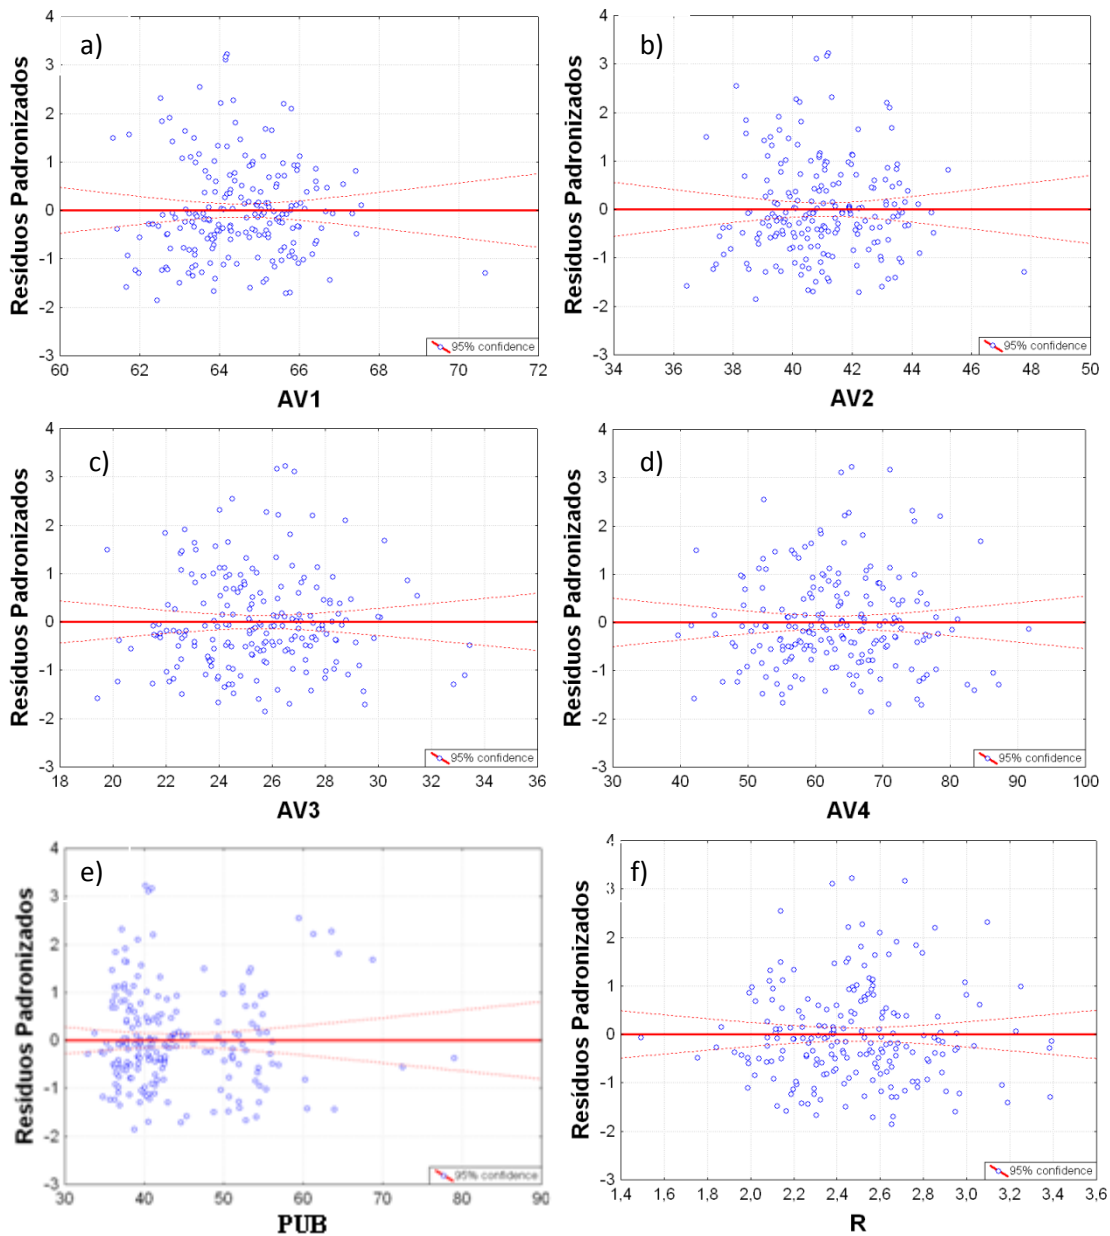 a)
Resíduos Padronizados
4
3
2
1
0
-1
-2
-3
95% confidence
60 62 64 66 68 70 72
AV1
b)
Resíduos Padronizados
4
3
2
1
0
-1
-2
-3
95% confidence
34 36 38 40 42 44 46 48 50
AV2
c)
Resíduos Padronizados
4
3
2
1
0
-1
-2
-3
95% confidence
18 20 22 24 26 28 30 32 34 36
AV3
d)
Resíduos Padronizados
4
3
2
1
0
-1
-2
-3
95% confidence
30 40 50 60 70 80 90 100
AV4
e)
Resíduos Padronizados
4
3
2
1
0
-1
-2
-3
95% confidence
30 40 50 60 70 80 90
PUB
f)
Resíduos Padronizados
4
3
2
1
0
-1
-2
-3
95% confidence
1,4 1,6 1,8 2,0 2,2 2,4 2,6 2,8 3,0 3,2 3,4 3,6
R